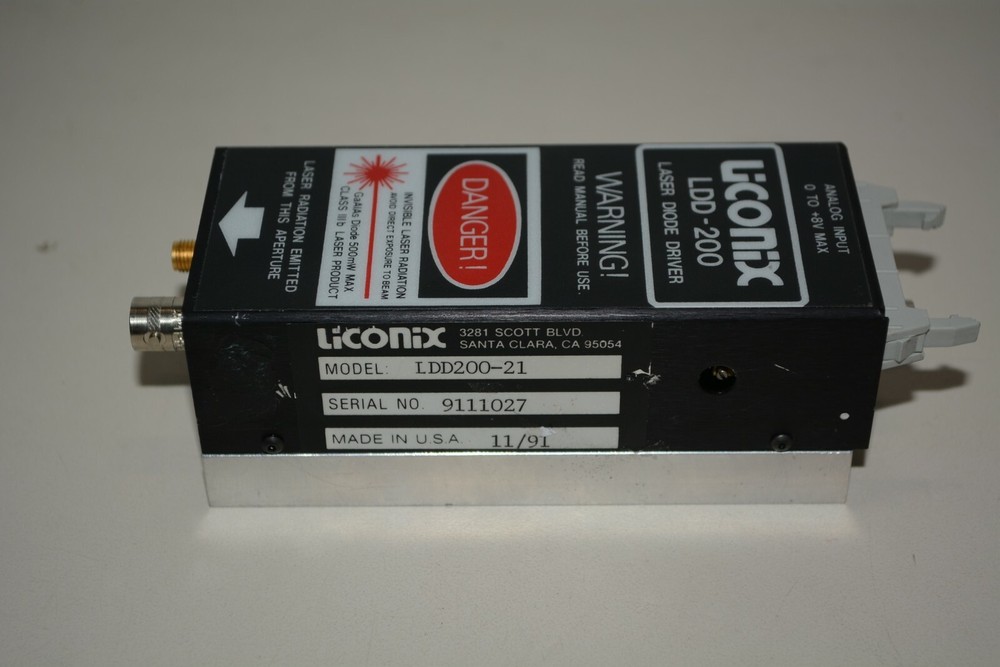 Liconix
LDD-200
LASER DIODE DRIVER
ANALOG INPUT
0 TO +8V MAX
WARNING!
READ MANUAL BEFORE USE.
DANGER!
INVISIBLE LASER RADIATION
AVOID DIRECT EXPOSURE TO BEAM
GaAlAs Diode 500mW MAX
CLASS IIIb LASER PRODUCT
LASER RADIATION EMITTED
FROM THIS APERTURE
Liconix
3281 SCOTT BLVD
SANTA CLARA, CA 95054
MODEL: LDD200-21
SERIAL NO. 9111027
MADE IN U.S.A. 11/91